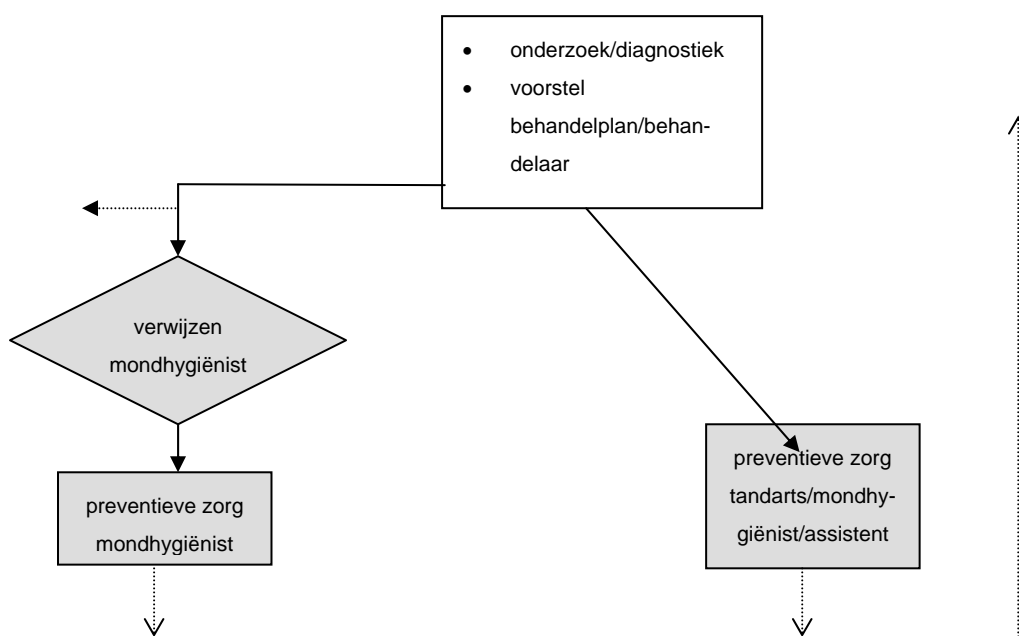 • onderzoek/diagnostiek
• voorstel
behandelplan/behan-
delaar
verwijzen
mondhygiënist
preventieve zorg
mondhygiënist
preventieve zorg
tandarts/mondhy-
giënist/assistent